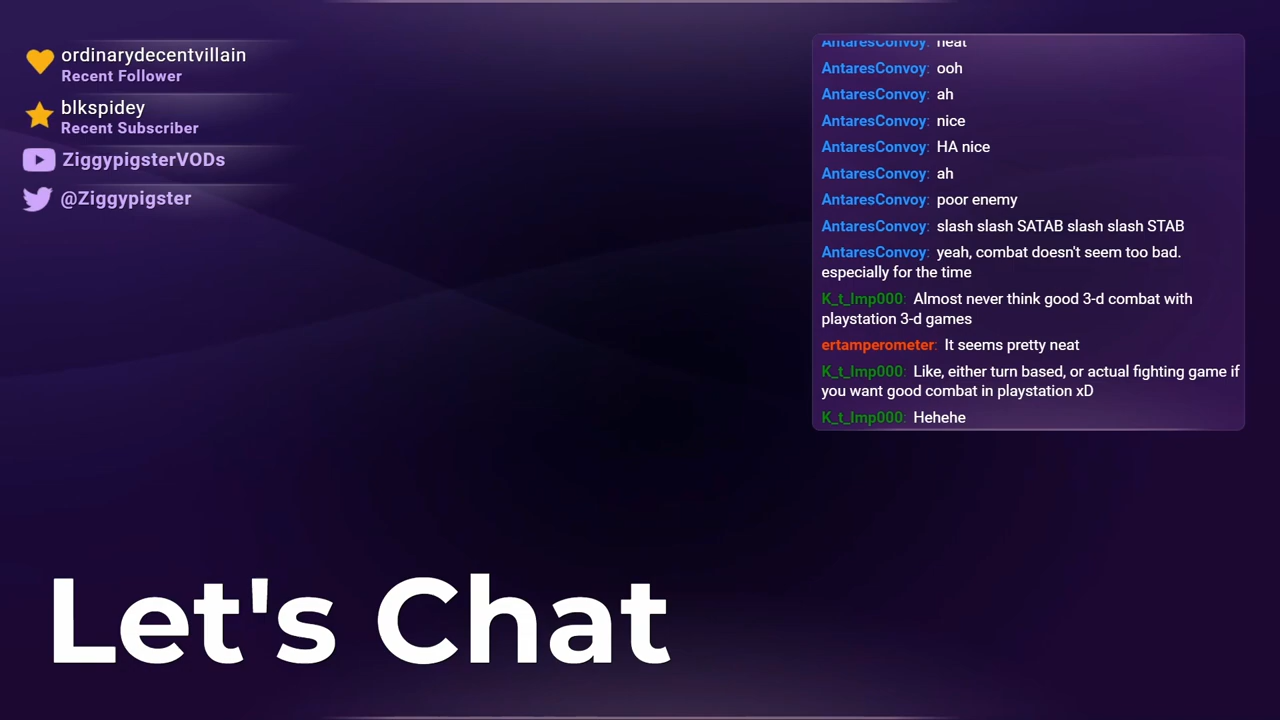 ordinarydecentvillain
Recent Follower
blkspidey
Recent Subscriber
ZiggypigsterVODs
@Ziggypigster
AntaresConvoy: neat
AntaresConvoy: ooh
AntaresConvoy: ah
AntaresConvoy: nice
AntaresConvoy: HA nice
AntaresConvoy: ah
AntaresConvoy: poor enemy
AntaresConvoy: slash slash SATAB slash slash STAB
AntaresConvoy: yeah, combat doesn't seem too bad.
especially for the time
K_t_Imp000: Almost never think good 3-d combat with
playstation 3-d games
ertamperometer: It seems pretty neat
K_t_Imp000: Like, either turn based, or actual fighting game if
you want good combat in playstation xD
K_t_Imp000: Hehehe
Let's Chat